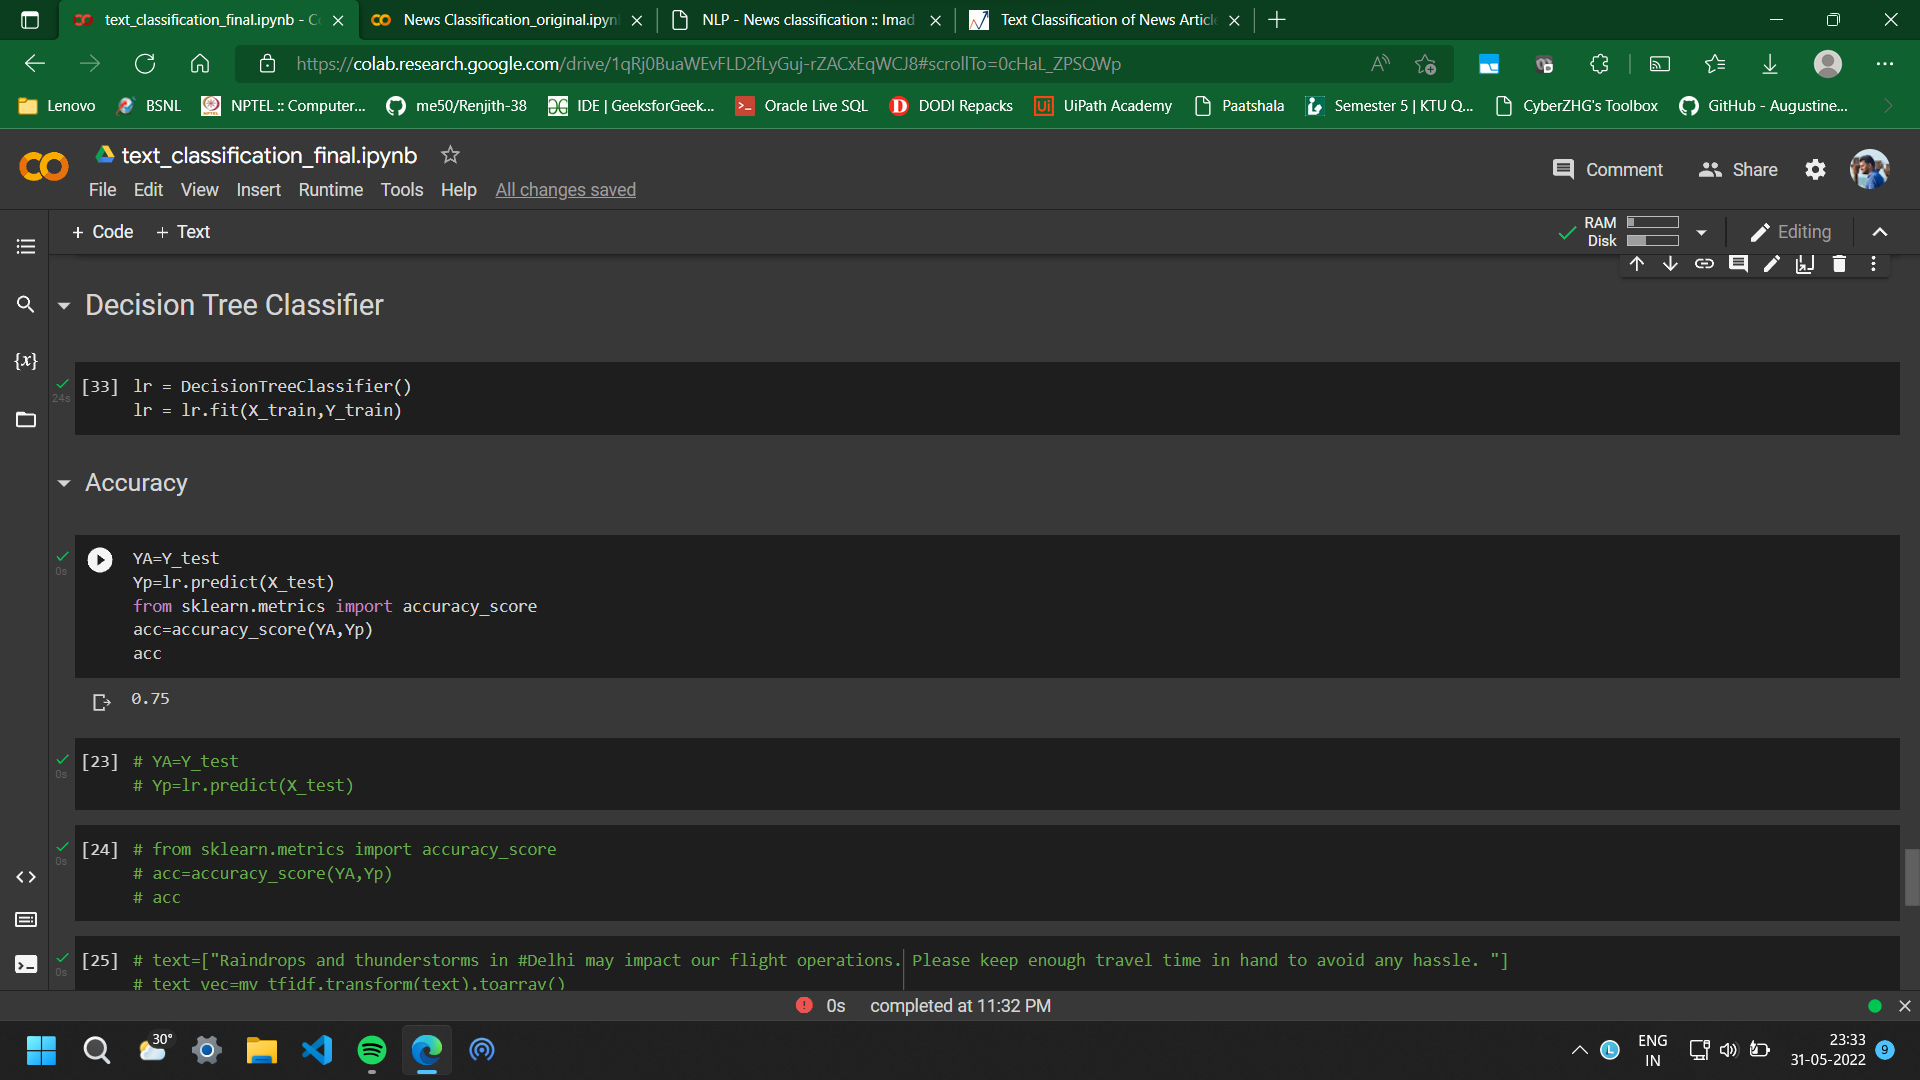 text_classification_final.ipynb - Co
News Classification_original.ipynb
NLP - News classification :: Imad
Text Classification of News Article
https://colab.research.google.com/drive/1qRj0BuaWEvFLD2fLyGuj-rZACxEqWCJ8#scrollTo=0cHaL_ZPSQWp
Lenovo
BSNL
NPTEL :: Computer...
me50/Renjith-38
IDE | GeeksforGeek...
Oracle Live SQL
DODI Repacks
UiPath Academy
Paatshala
Semester 5 | KTU Q...
CyberZHG's Toolbox
GitHub - Augustine...
text_classification_final.ipynb
Comment
Share
File Edit View Insert Runtime Tools Help All changes saved
+ Code + Text
RAM
Disk
Editing
Decision Tree Classifier
{x}
24s
[33] lr = DecisionTreeClassifier()
lr = lr.fit(X_train,Y_train)
Accuracy
0s
YA=Y_test
Yp=lr.predict(X_test)
from sklearn.metrics import accuracy_score
acc=accuracy_score(YA,Yp)
acc
0.75
0s
[23] # YA=Y_test
# Yp=lr.predict(X_test)
0s
[24] # from sklearn.metrics import accuracy_score
# acc=accuracy_score(YA,Yp)
# acc
0s
[25] # text=["Raindrops and thunderstorms in #Delhi may impact our flight operations. Please keep enough travel time in hand to avoid any hassle. "]
# text_vec=my_tfidf.transform(text).toarray()
0s completed at 11:32 PM
30°
ENG
IN
23:33
31-05-2022
9